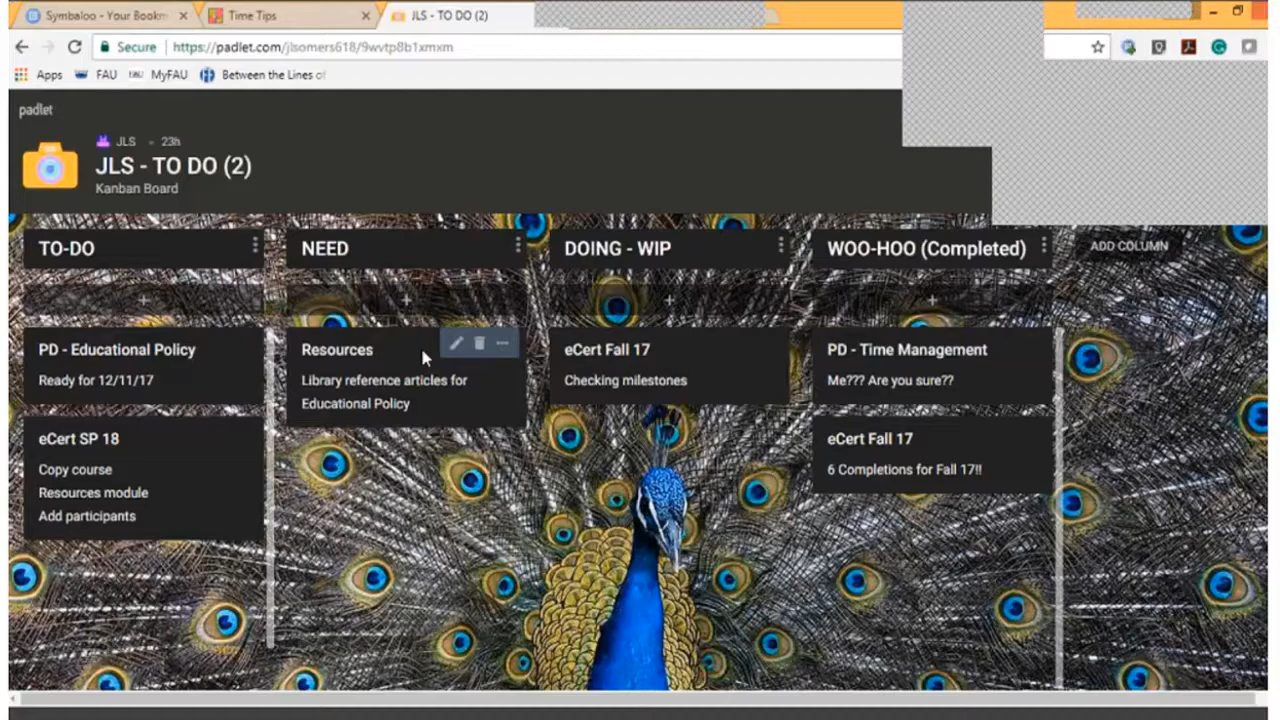 Symbaloo - Your Bookm
Time Tips
JLS - TO DO (2)
Secure
https://padlet.com/jlsomers618/9wvtp8b1xmxm
Apps
FAU
MyFAU
Between the Lines of
padlet
JLS
23h
JLS - TO DO (2)
Kanban Board
TO-DO
NEED
DOING - WIP
WOO-HOO (Completed)
ADD COLUMN
PD - Educational Policy
Ready for 12/11/17
eCert SP 18
Copy course
Resources module
Add participants
Resources
Library reference articles for
Educational Policy
eCert Fall 17
Checking milestones
PD - Time Management
Me??? Are you sure??
eCert Fall 17
6 Completions for Fall 17!!